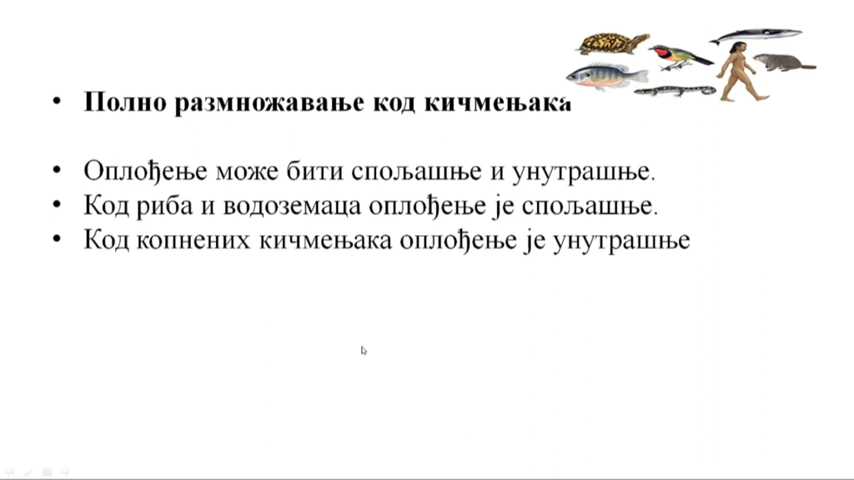 • Полно размножавање код кичмењака
• Оплођење може бити спољашње и унутрашње.
• Код риба и водоземаца оплођење је спољашње.
• Код копнених кичмењака оплођење је унутрашње